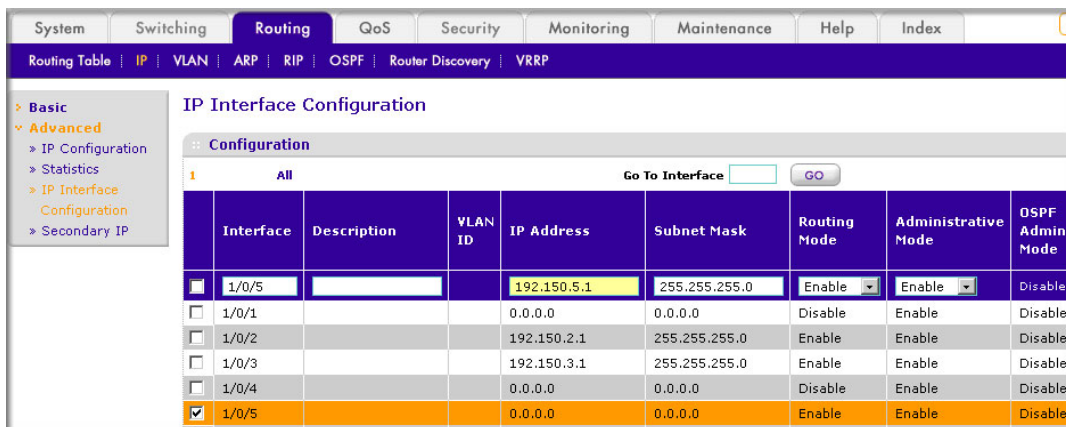 System Switching Routing QoS Security Monitoring Maintenance Help Index
Routing Table | IP | VLAN | ARP | RIP | OSPF | Router Discovery | VRRP
Basic
Advanced
» IP Configuration
» Statistics
» IP Interface
Configuration
» Secondary IP
IP Interface Configuration
:: Configuration
1 All Go To Interface GO
Interface Description VLAN ID IP Address Subnet Mask Routing Mode Administrative Mode OSPF Admin Mode
1/0/5 192.150.5.1 255.255.255.0 Enable Enable Disable
1/0/1 0.0.0.0 0.0.0.0 Disable Enable Disable
1/0/2 192.150.2.1 255.255.255.0 Enable Enable Disable
1/0/3 192.150.3.1 255.255.255.0 Enable Enable Disable
1/0/4 0.0.0.0 0.0.0.0 Disable Enable Disable
1/0/5 0.0.0.0 0.0.0.0 Enable Enable Disable